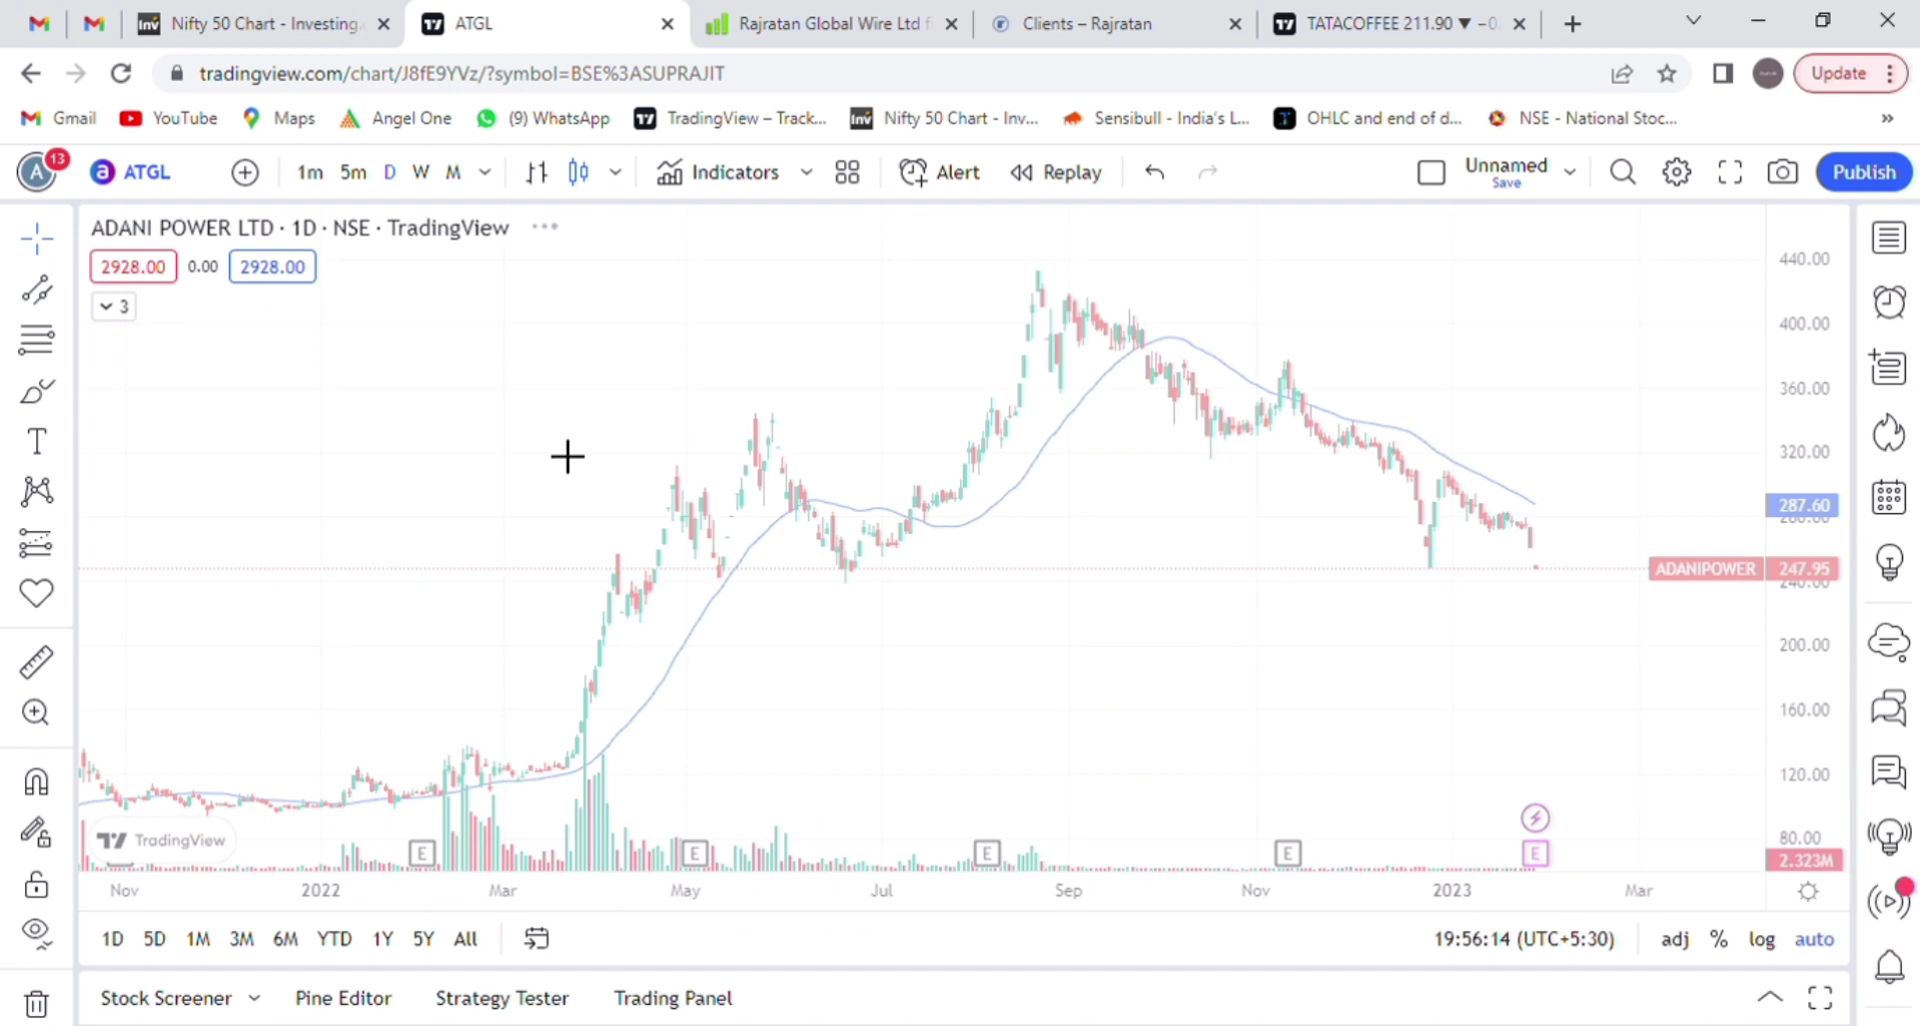 Nifty 50 Chart - Investing
ATGL
Rajratan Global Wire Ltd f
Clients – Rajratan
TATACOFFEE 211.90 ▼ −0
tradingview.com/chart/J8fE9YVz/?symbol=BSE%3ASUPRAJIT
Update
Gmail
YouTube
Maps
Angel One
(9) WhatsApp
TradingView – Track...
Nifty 50 Chart - Inv...
Sensibull - India's L...
OHLC and end of d...
NSE - National Stoc...
»
A 13
ATGL
1m 5m D W M
Indicators
Alert
Replay
Unnamed
Save
Publish
ADANI POWER LTD · 1D · NSE · TradingView
2928.00 0.00 2928.00
3
440.00
400.00
360.00
320.00
287.60
280.00
ADANIPOWER 247.95
240.00
200.00
160.00
120.00
80.00
2.323M
TradingView
E E E E E
Nov 2022 Mar May Jul Sep Nov 2023 Mar
1D 5D 1M 3M 6M YTD 1Y 5Y All
19:56:14 (UTC+5:30)
adj % log auto
Stock Screener Pine Editor Strategy Tester Trading Panel